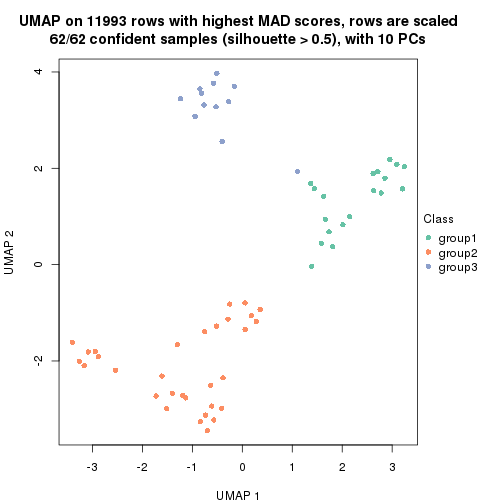 UMAP on 11993 rows with highest MAD scores, rows are scaled
62/62 confident samples (silhouette > 0.5), with 10 PCs
4
2
0
-2
UMAP 2
-3
-2
-1
0
1
2
3
UMAP 1
Class
group1
group2
group3